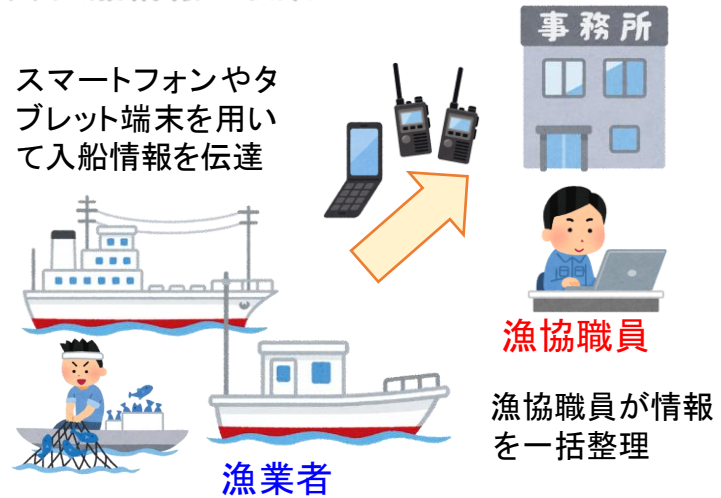 事務所
スマートフォンやタ
ブレット端末を用い
て入船情報を伝達
漁協職員
漁協職員が情報
を一括整理
漁業者